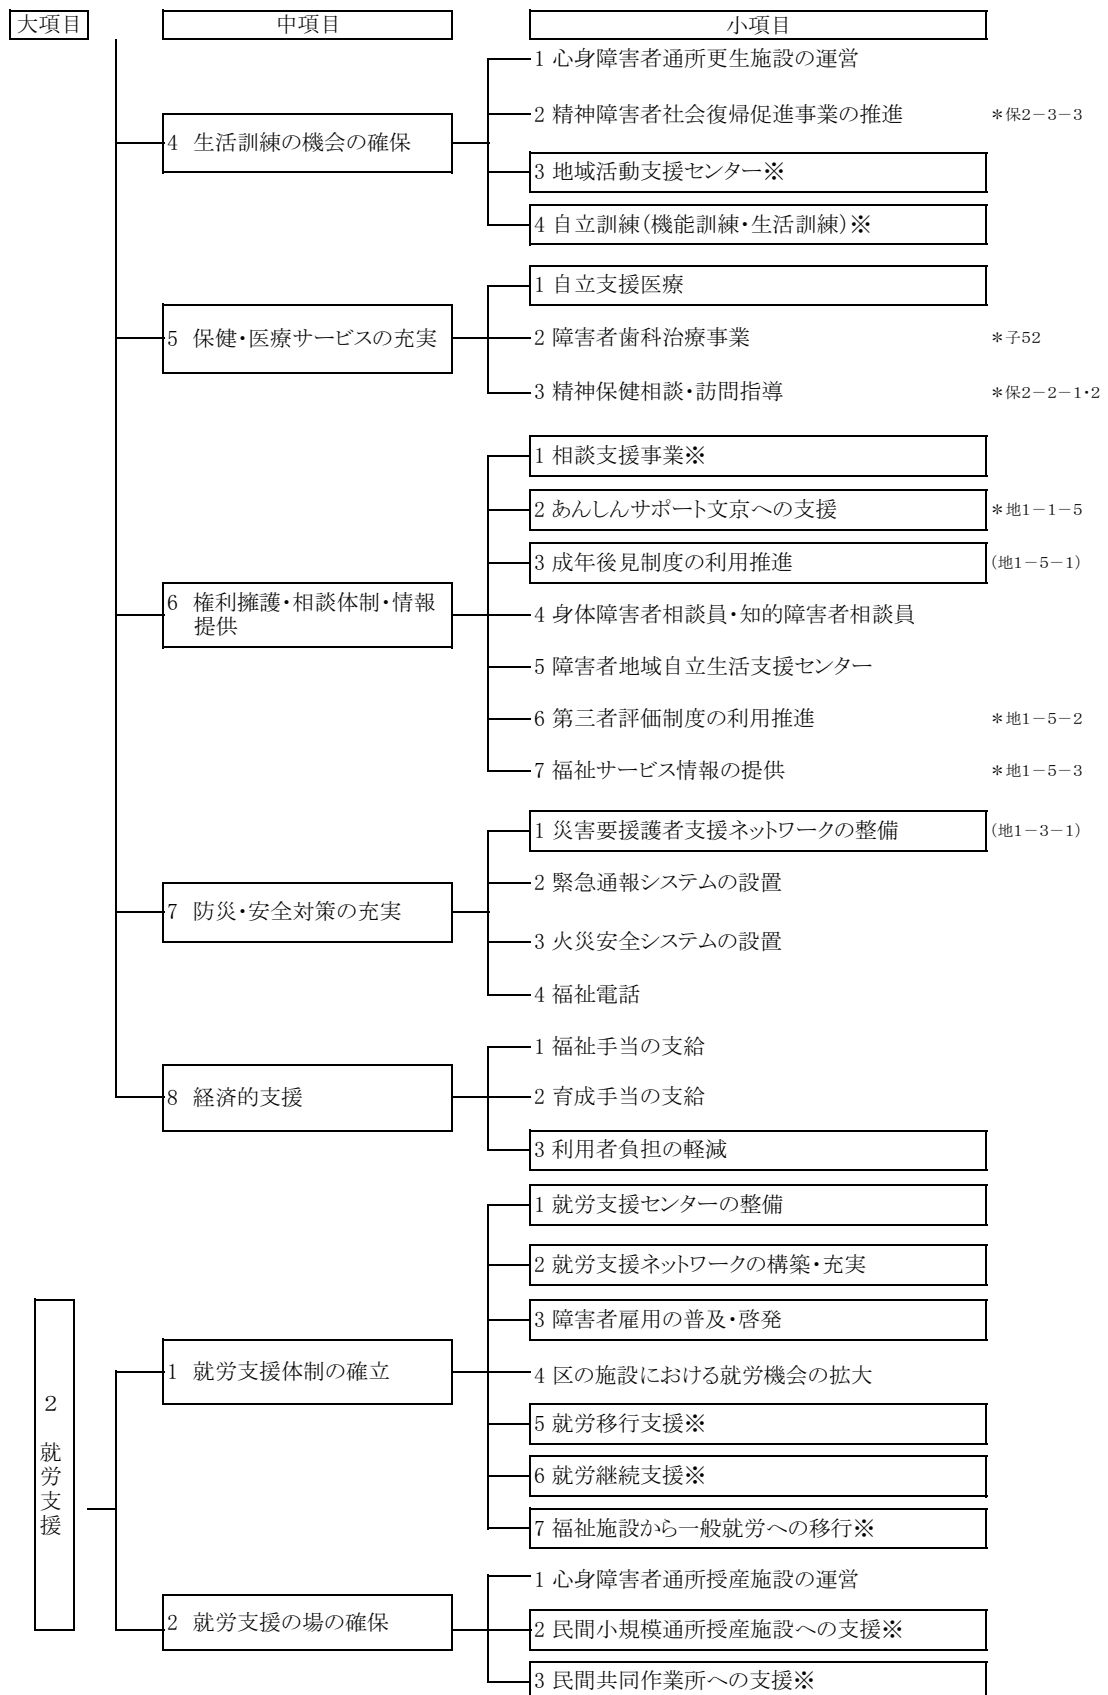 大項目 中項目 小項目
1 心身障害者通所更生施設の運営
2 精神障害者社会復帰促進事業の推進 *保2-3-3
4 生活訓練の機会の確保
3 地域活動支援センター※
4 自立訓練(機能訓練・生活訓練)※
1 自立支援医療
5 保健・医療サービスの充実
2 障害者歯科治療事業 *子52
3 精神保健相談・訪問指導 *保2-2-1・2
1 相談支援事業※
2 あんしんサポート文京への支援 *地1-1-5
3 成年後見制度の利用推進 (地1-5-1)
6 権利擁護・相談体制・情報
提供
4 身体障害者相談員・知的障害者相談員
5 障害者地域自立生活支援センター
6 第三者評価制度の利用推進 *地1-5-2
7 福祉サービス情報の提供 *地1-5-3
1 災害要援護者支援ネットワークの整備 (地1-3-1)
2 緊急通報システムの設置
7 防災・安全対策の充実
3 火災安全システムの設置
4 福祉電話
1 福祉手当の支給
8 経済的支援
2 育成手当の支給
3 利用者負担の軽減
2 就労支援
1 就労支援センターの整備
2 就労支援ネットワークの構築・充実
3 障害者雇用の普及・啓発
1 就労支援体制の確立
4 区の施設における就労機会の拡大
5 就労移行支援※
6 就労継続支援※
7 福祉施設から一般就労への移行※
1 心身障害者通所授産施設の運営
2 就労支援の場の確保
2 民間小規模通所授産施設への支援※
3 民間共同作業所への支援※